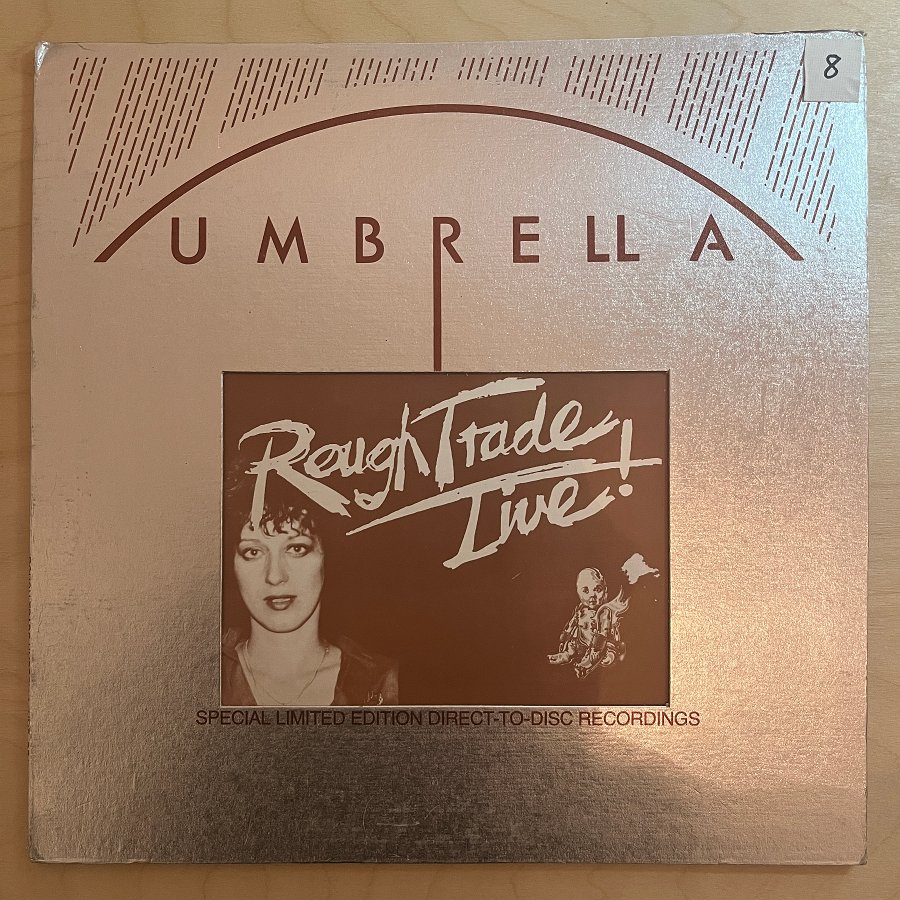 8
UMBRELLA
Rough Trade
Live!
SPECIAL LIMITED EDITION DIRECT-TO-DISC RECORDINGS